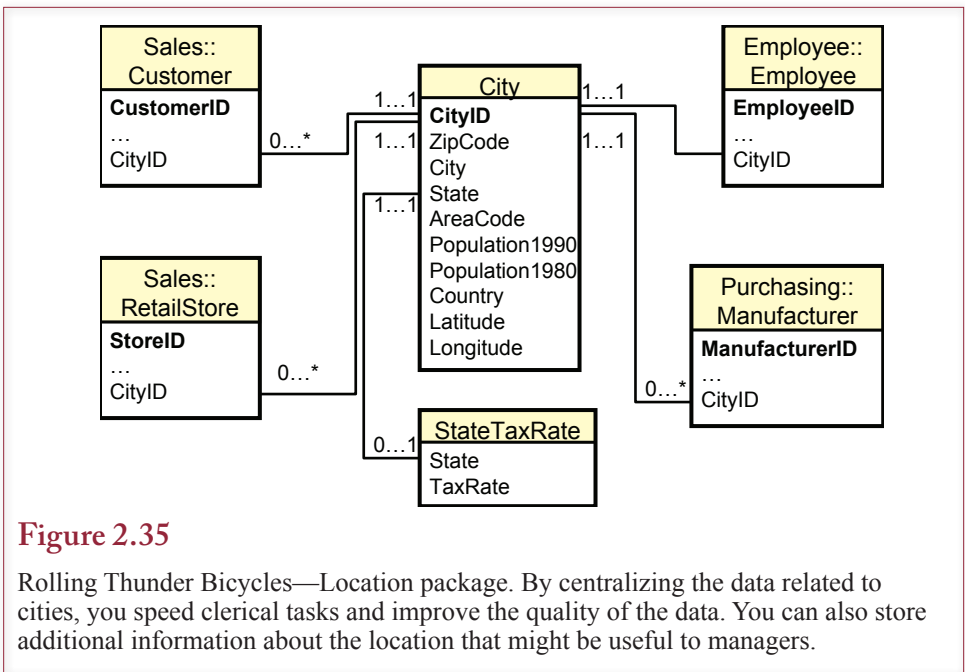 Sales::
Customer
CustomerID
…
CityID
0…*
1…1
1…1
1…1
City
CityID
ZipCode
City
State
AreaCode
Population1990
Population1980
Country
Latitude
Longitude
1…1
1…1
Employee::
Employee
EmployeeID
…
CityID
Sales::
RetailStore
StoreID
…
CityID
0…*
Purchasing::
Manufacturer
ManufacturerID
…
CityID
0…*
0…1
StateTaxRate
State
TaxRate
Figure 2.35
Rolling Thunder Bicycles—Location package. By centralizing the data related to
cities, you speed clerical tasks and improve the quality of the data. You can also store
additional information about the location that might be useful to managers.